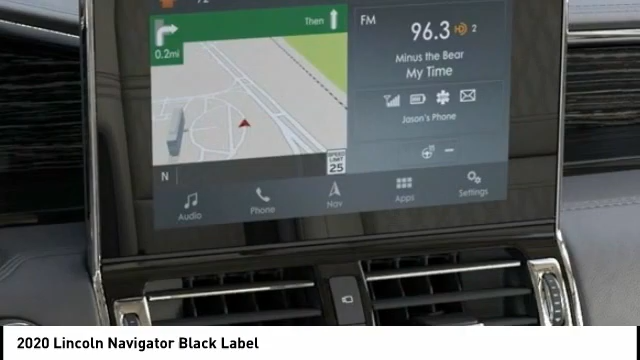 Then
0.2mi
FM
96.3 2
Minus the Bear
My Time
Jason's Phone
SPEED
LIMIT
25
N
Audio
Phone
Nav
Apps
Settings
2020 Lincoln Navigator Black Label